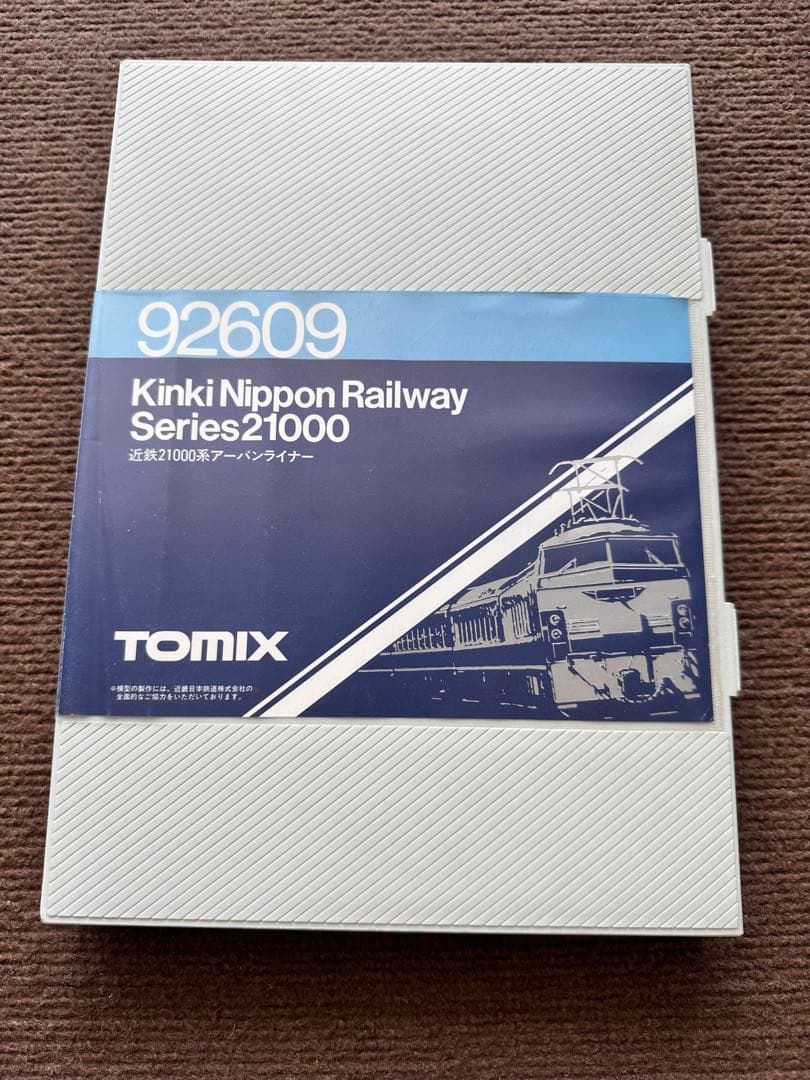 92609
Kinki Nippon Railway
Series21000
近鉄21000系アーバンライナー
TOMIX
※模型の製作には、近畿日本鉄道株式会社の
全面的なご協力をいただいております。